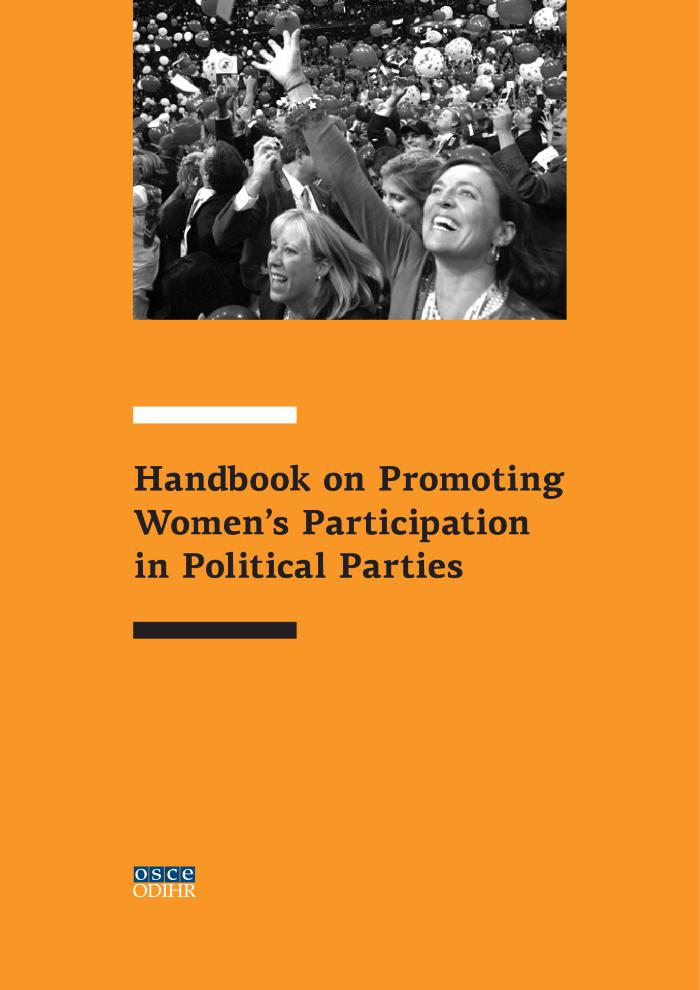 Handbook on Promoting
Women’s Participation
in Political Parties
osce
ODIHR